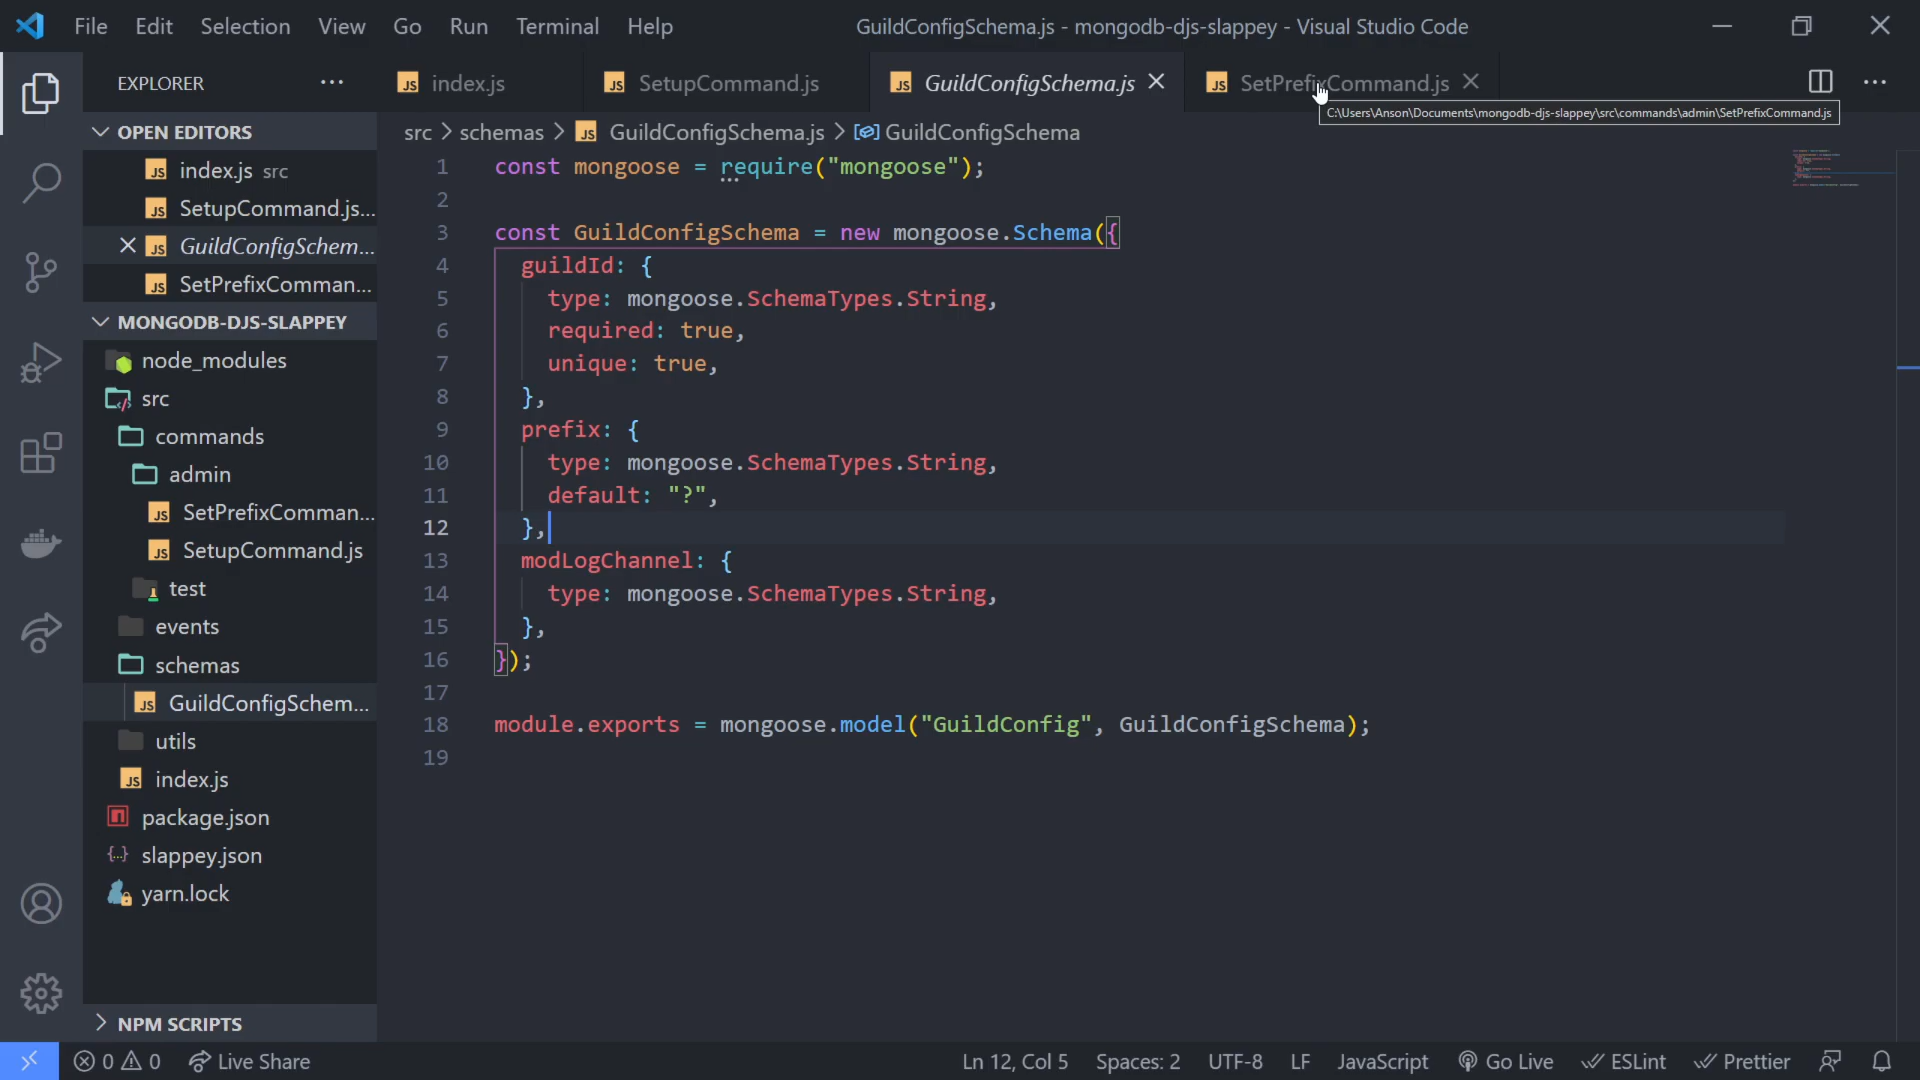 File Edit Selection View Go Run Terminal Help
GuildConfigSchema.js - mongodb-djs-slappey - Visual Studio Code
EXPLORER
index.js
SetupCommand.js
GuildConfigSchema.js
SetPrefixCommand.js
C:\Users\Anson\Documents\mongodb-djs-slappey\src\commands\admin\SetPrefixCommand.js
OPEN EDITORS
index.js src
SetupCommand.js...
GuildConfigSchem...
SetPrefixComman...
MONGODB-DJS-SLAPPEY
node_modules
src
commands
admin
SetPrefixComman...
SetupCommand.js
test
events
schemas
GuildConfigSchem...
utils
index.js
package.json
slappey.json
yarn.lock
NPM SCRIPTS
src > schemas > JS GuildConfigSchema.js > GuildConfigSchema
1 const mongoose = require("mongoose");
2
3 const GuildConfigSchema = new mongoose.Schema({
4 guildId: {
5 type: mongoose.SchemaTypes.String,
6 required: true,
7 unique: true,
8 },
9 prefix: {
10 type: mongoose.SchemaTypes.String,
11 default: "?",
12 },
13 modLogChannel: {
14 type: mongoose.SchemaTypes.String,
15 },
16 });
17
18 module.exports = mongoose.model("GuildConfig", GuildConfigSchema);
19
0 0 Live Share
Ln 12, Col 5 Spaces: 2 UTF-8 LF JavaScript Go Live ESLint Prettier